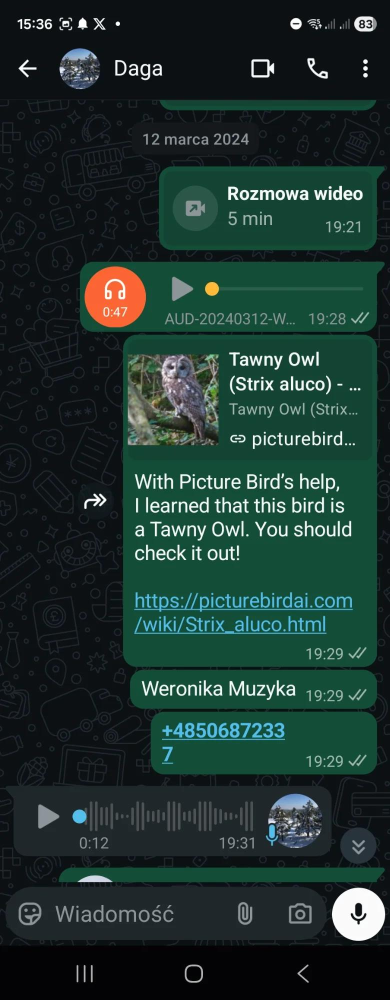 15:36
83
Daga
12 marca 2024
Rozmowa wideo
5 min
19:21
0:47
AUD-20240312-W...
19:28
Tawny Owl
(Strix aluco) - ...
Tawny Owl (Strix...
picturebird...
With Picture Bird’s help,
I learned that this bird is
a Tawny Owl. You should
check it out!
https://picturebirdai.com
/wiki/Strix_aluco.html
19:29
Weronika Muzyka
19:29
+4850687233
7
19:29
0:12
19:31
Wiadomość